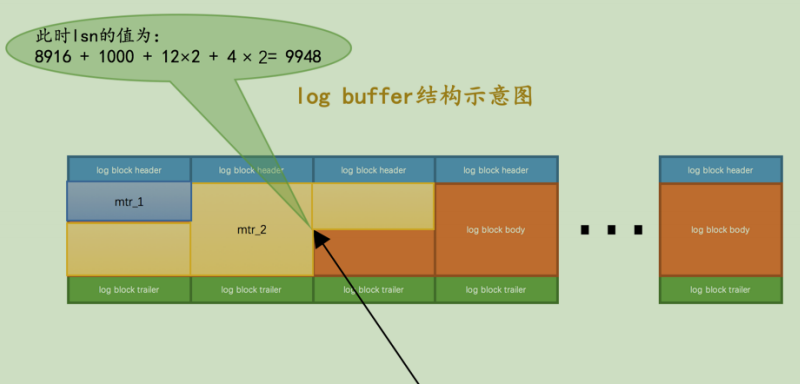 此时lsn的值为：
8916 + 1000 + 12×2 + 4 × 2= 9948
log buffer结构示意图
log block header log block header log block header log block header log block header
mtr_1
mtr_2 log block body log block body
log block trailer log block trailer log block trailer log block trailer log block trailer